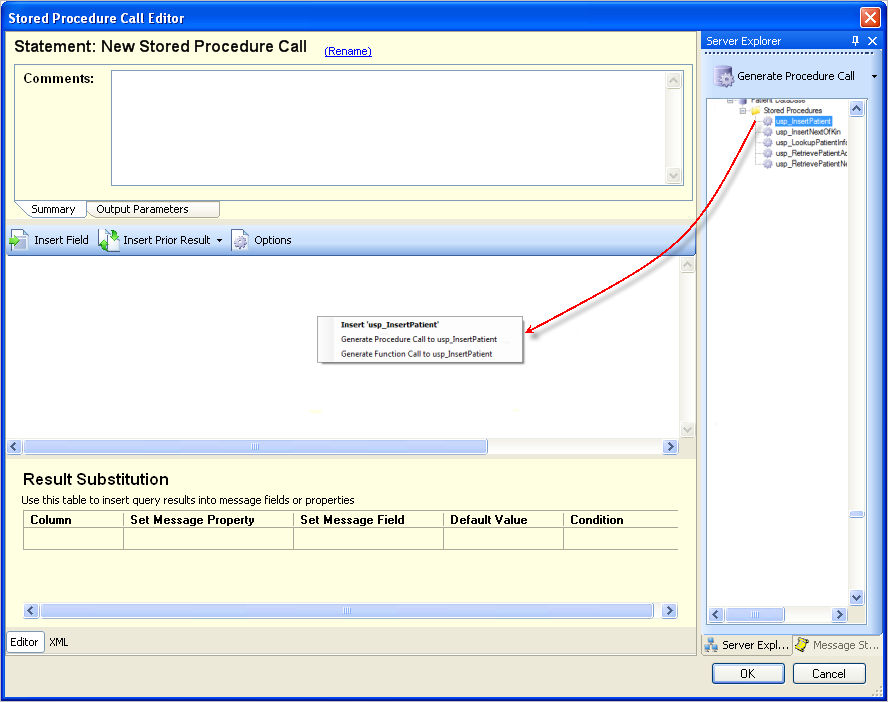 Stored Procedure Call Editor
Statement: New Stored Procedure Call (Rename)
Comments:
Summary Output Parameters
Insert Field Insert Prior Result Options
Insert 'usp_InsertPatient'
Generate Procedure Call to usp_InsertPatient
Generate Function Call to usp_InsertPatient
Result Substitution
Use this table to insert query results into message fields or properties
Column Set Message Property Set Message Field Default Value Condition
Editor XML
Server Explorer
Generate Procedure Call
Patient Database
Stored Procedures
usp_InsertPatient
usp_InsertNextOfKin
usp_LookupPatientInfo
usp_RetrievePatientAd
usp_RetrievePatientNe
Server Expl... Message St...
OK Cancel